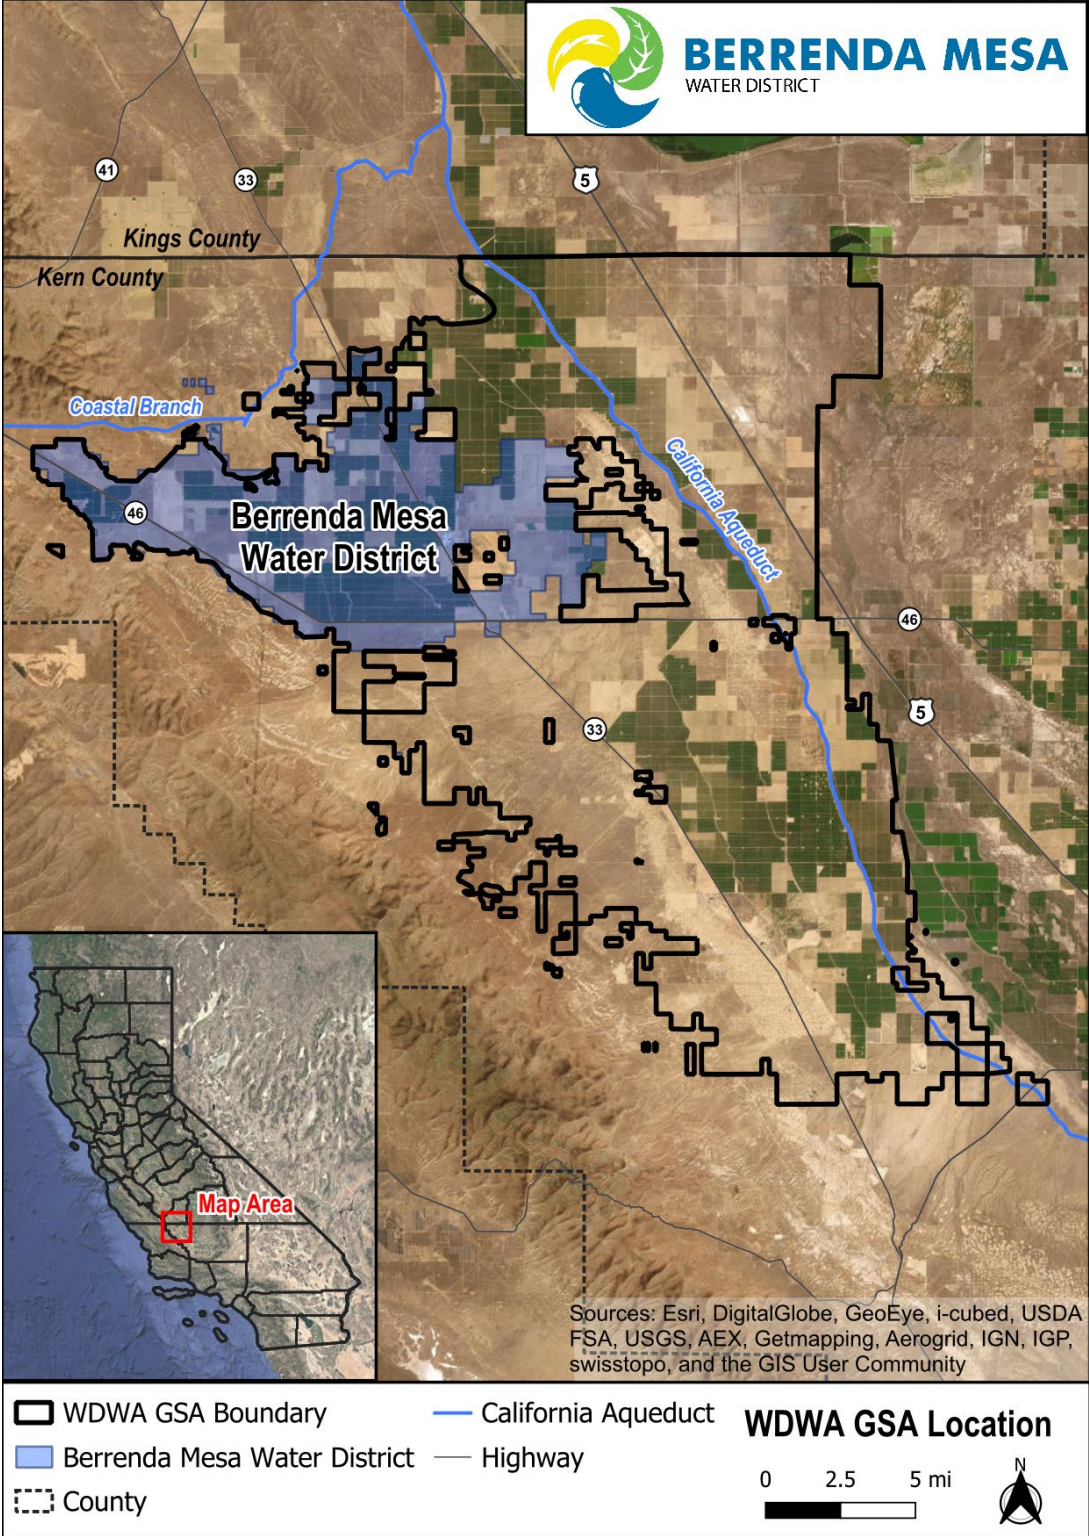 BERRENDA MESA
WATER DISTRICT
41
33
5
Kings County
Kern County
Coastal Branch
California Aqueduct
46
Berrenda Mesa
Water District
46
5
33
Map Area
Sources: Esri, DigitalGlobe, GeoEye, i-cubed, USDA
FSA, USGS, AEX, Getmapping, Aerogrid, IGN, IGP,
swisstopo, and the GIS User Community
WDWA GSA Boundary
Berrenda Mesa Water District
County
California Aqueduct
Highway
WDWA GSA Location
0 2.5 5 mi
N